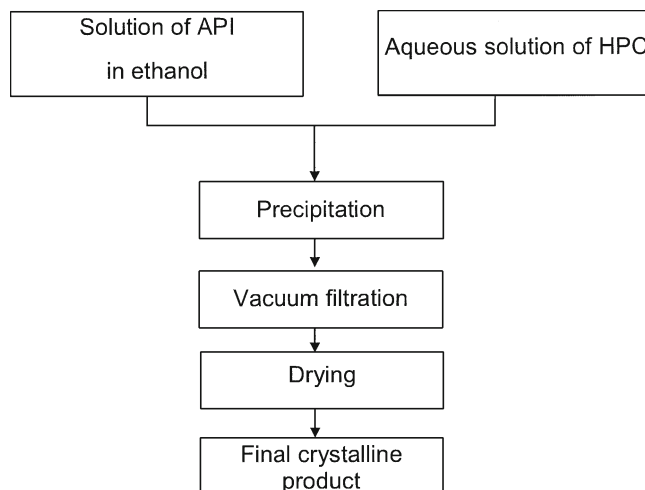 Solution of API
in ethanol
Aqueous solution of HPC
Precipitation
Vacuum filtration
Drying
Final crystalline
product